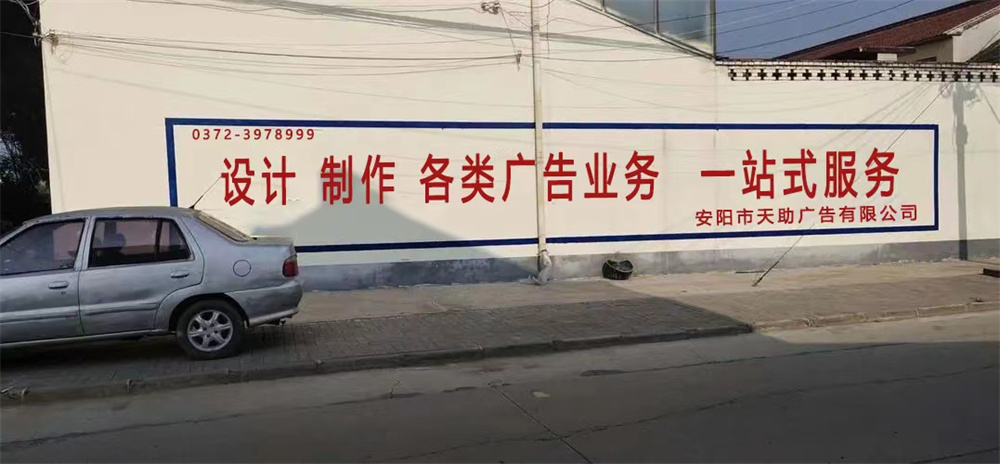 0372-3978999
设计 制作 各类广告业务 一站式服务
安阳市天助广告有限公司